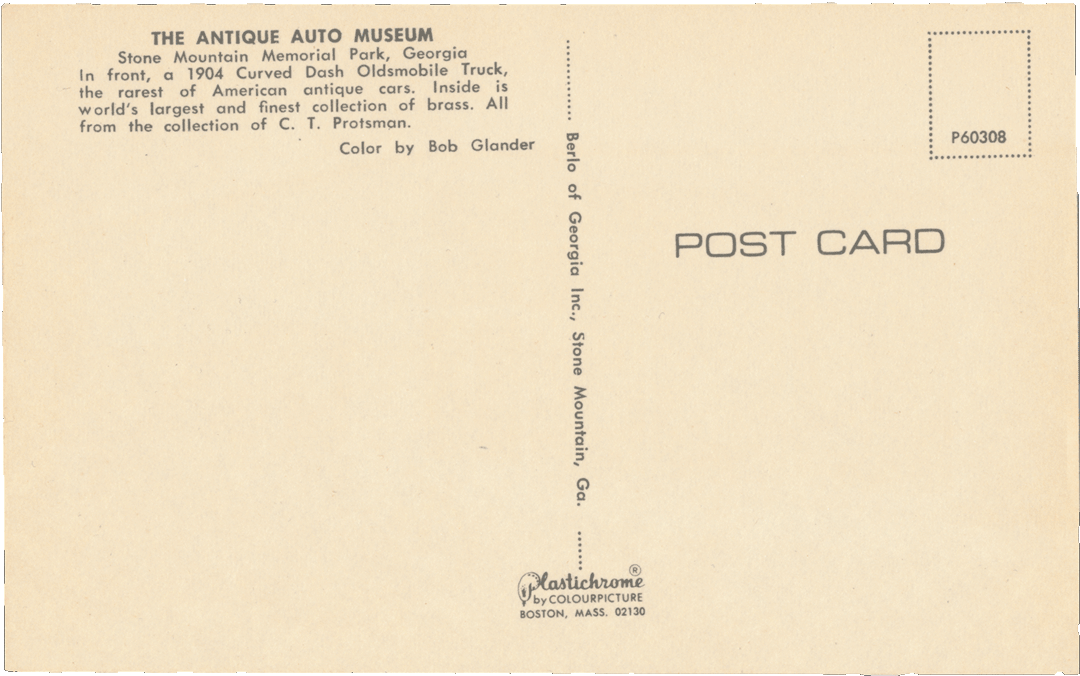 THE ANTIQUE AUTO MUSEUM
Stone Mountain Memorial Park, Georgia
In front, a 1904 Curved Dash Oldsmobile Truck,
the rarest of American antique cars. Inside is
world's largest and finest collection of brass. All
from the collection of C. T. Protsman.
Color by Bob Glander
Berlo of Georgia Inc., Stone Mountain, Ga.
Plastichrome®
by COLOURPICTURE
BOSTON, MASS. 02130
P60308
POST CARD